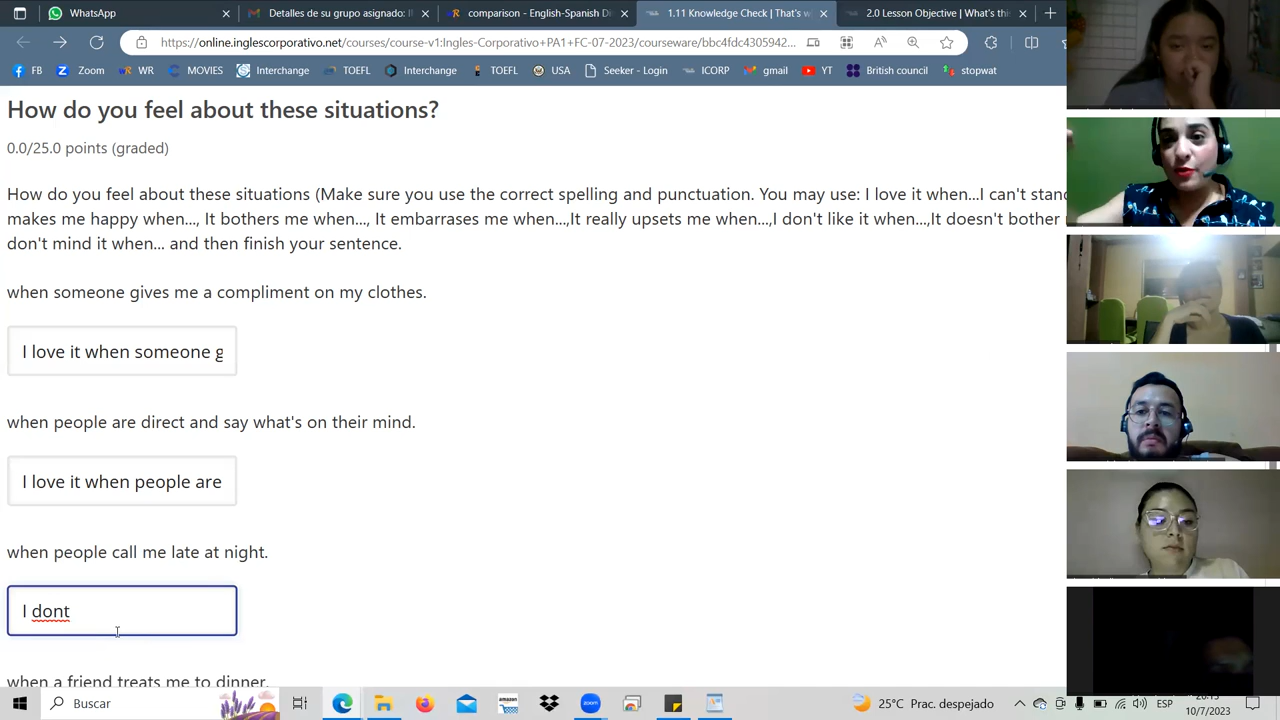 WhatsApp
Detalles de su grupo asignado: I
comparison - English-Spanish Di
1.11 Knowledge Check | That's w
2.0 Lesson Objective | What's thi
https://online.inglescorporativo.net/courses/course-v1:Ingles-Corporativo+PA1+FC-07-2023/courseware/bbc4fdc4305942...
FB Zoom WR MOVIES Interchange TOEFL Interchange TOEFL USA Seeker - Login ICORP gmail YT British council stopwat
How do you feel about these situations?
0.0/25.0 points (graded)
How do you feel about these situations (Make sure you use the correct spelling and punctuation. You may use: I love it when...I can't stand
makes me happy when..., It bothers me when..., It embarrases me when...,It really upsets me when...,I don't like it when...,It doesn't bother
don't mind it when... and then finish your sentence.
when someone gives me a compliment on my clothes.
I love it when someone g
when people are direct and say what's on their mind.
I love it when people are
when people call me late at night.
I dont
when a friend treats me to dinner.
Buscar
25°C Prac. despejado
ESP
10/7/2023